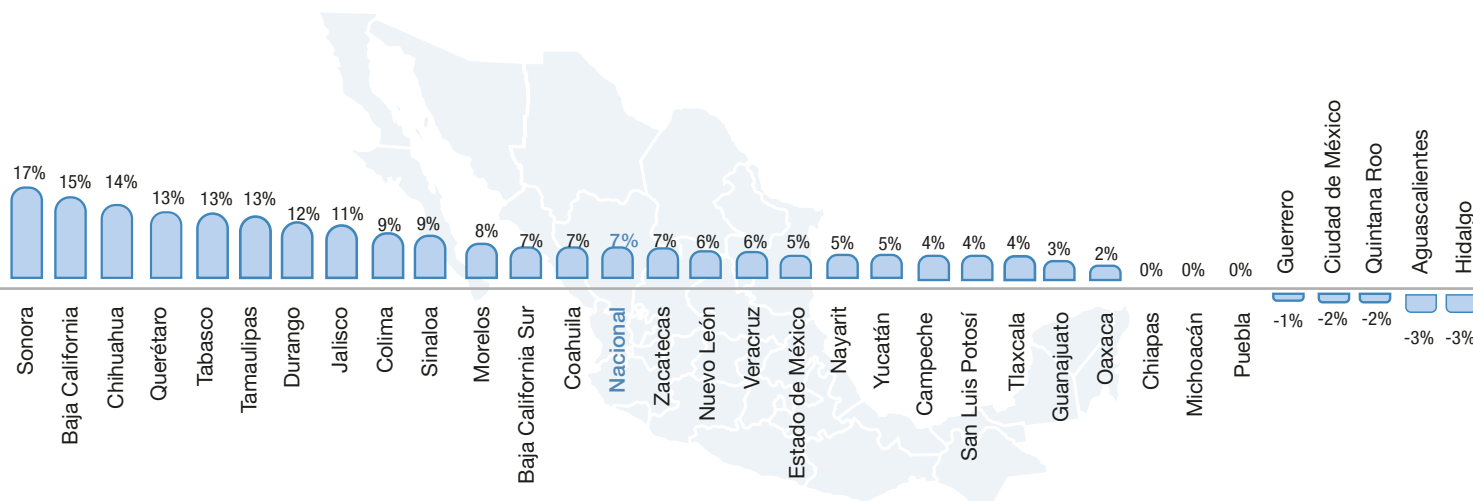 17%
15%
14%
13%
13%
13%
12%
11%
9%
9%
8%
7%
7%
7%
7%
6%
6%
5%
5%
5%
4%
4%
4%
3%
2%
0%
0%
0%
Guerrero
Ciudad de México
Quintana Roo
Aguascalientes
Hidalgo
Sonora
Baja California
Chihuahua
Querétaro
Tabasco
Tamaulipas
Durango
Jalisco
Colima
Sinaloa
Morelos
Baja California Sur
Coahuila
Nacional
Zacatecas
Nuevo León
Veracruz
Estado de México
Nayarit
Yucatán
Campeche
San Luis Potosí
Tlaxcala
Guanajuato
Oaxaca
Chiapas
Michoacán
Puebla
-1%
-2%
-2%
-3%
-3%